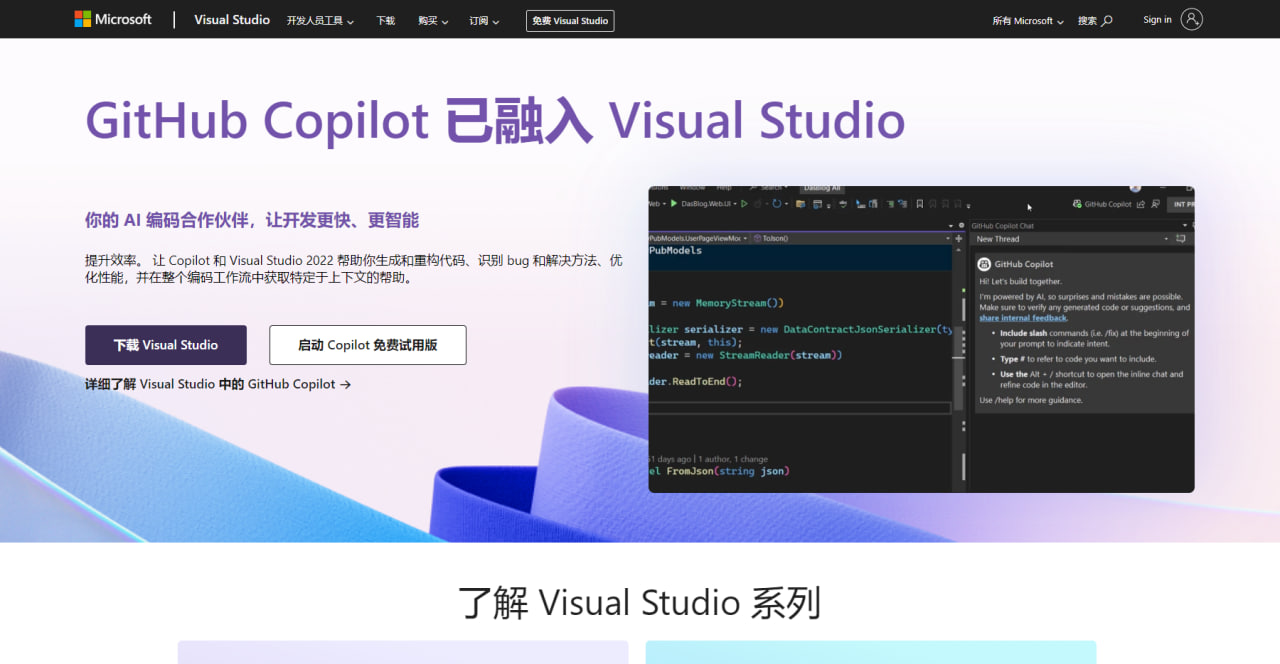 Microsoft
Visual Studio
开发人员工具
下载
购买
订阅
免费 Visual Studio
所有 Microsoft
搜索
Sign in
GitHub Copilot 已融入 Visual Studio
你的 AI 编码合作伙伴，让开发更快、更智能
提升效率。 让 Copilot 和 Visual Studio 2022 帮助你生成和重构代码、识别 bug 和解决方法、优
化性能，并在整个编码工作流中获取特定于上下文的帮助。
下载 Visual Studio
启动 Copilot 免费试用版
详细了解 Visual Studio 中的 GitHub Copilot →
Window
Help
Search
DasBlog All
Web
DasBlog.Web.UI
GitHub Copilot
INT PR
PubModels.UserPageViewMo
ToJson()
PubModels
m = new MemoryStream())
lizer serializer = new DataContractJsonSerializer(ty
t(stream, this);
eader = new StreamReader(stream))
der.ReadToEnd();
51 days ago | 1 author, 1 change
el FromJson(string json)
GitHub Copilot Chat
New Thread
GitHub Copilot
Hi! Let's build together.
I'm powered by AI, so surprises and mistakes are possible.
Make sure to verify any generated code or suggestions, and
share internal feedback.
• Include slash commands (i.e. /fix) at the beginning of
your prompt to indicate intent.
• Type # to refer to code you want to include.
• Use the Alt + / shortcut to open the inline chat and
refine code in the editor.
Use /help for more guidance.
了解 Visual Studio 系列